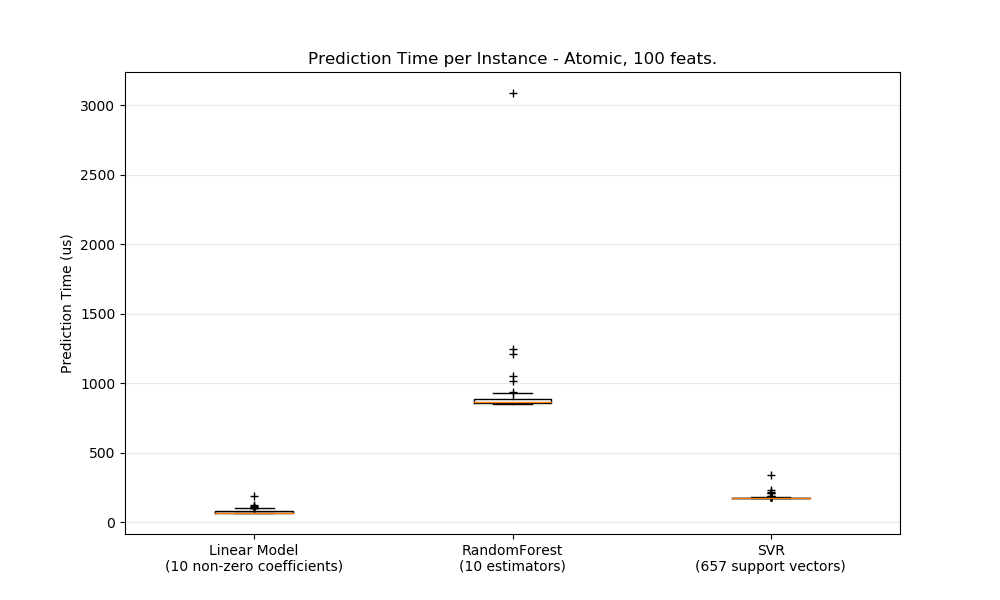 Prediction Time per Instance - Atomic, 100 feats.
Prediction Time (us)
3000
2500
2000
1500
1000
500
0
Linear Model
(10 non-zero coefficients)
RandomForest
(10 estimators)
SVR
(657 support vectors)